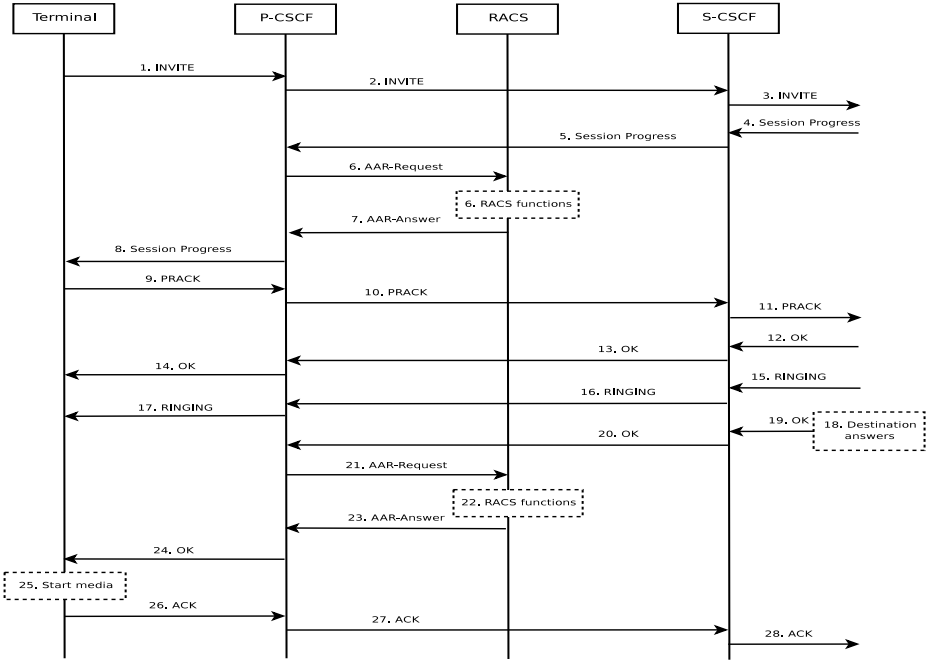 Terminal
P-CSCF
RACS
S-CSCF
1. INVITE
2. INVITE
3. INVITE
4. Session Progress
5. Session Progress
6. AAR-Request
6. RACS functions
7. AAR-Answer
8. Session Progress
9. PRACK
10. PRACK
11. PRACK
12. OK
13. OK
14. OK
15. RINGING
16. RINGING
17. RINGING
18. Destination
answers
19. OK
20. OK
21. AAR-Request
22. RACS functions
23. AAR-Answer
24. OK
25. Start media
26. ACK
27. ACK
28. ACK